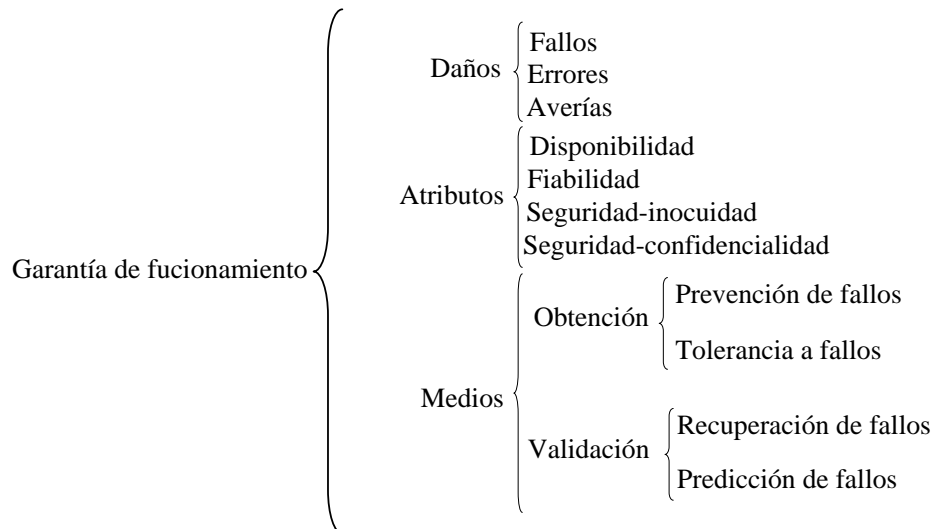 Garantía de fucionamiento
Daños
Fallos
Errores
Averías
Atributos
Disponibilidad
Fiabilidad
Seguridad-inocuidad
Seguridad-confidencialidad
Medios
Obtención
Prevención de fallos
Tolerancia a fallos
Validación
Recuperación de fallos
Predicción de fallos